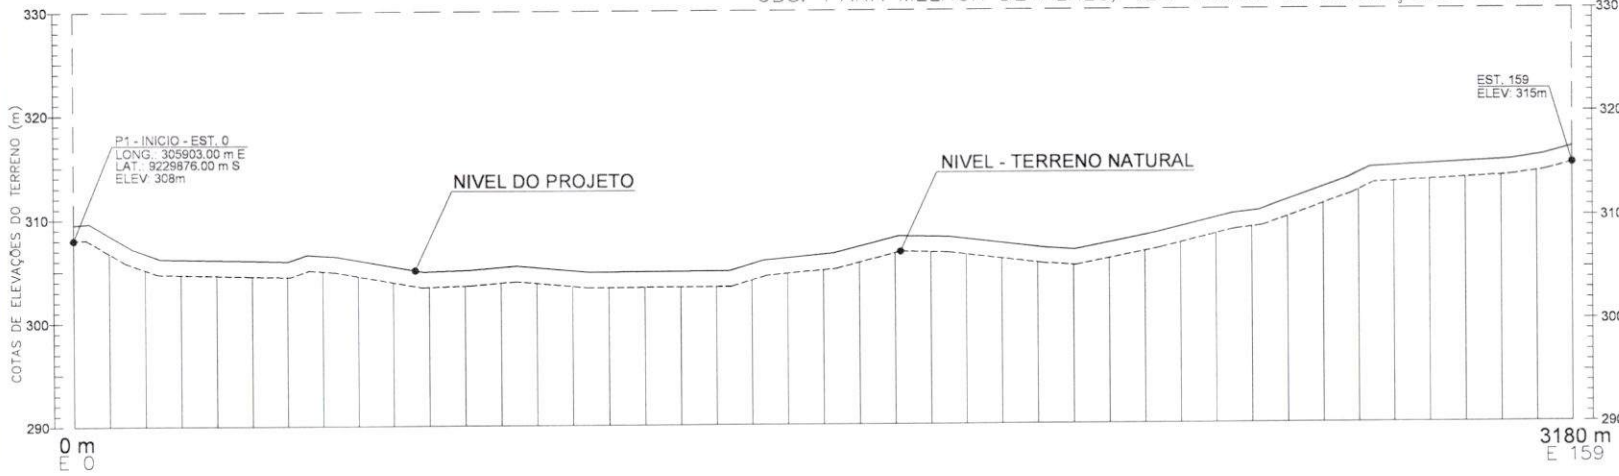 330
330
320
320
310
310
300
300
290
290
COTAS DE ELEVAÇÕES DO TERRENO (m)
P1 - INICIO - EST. 0
LONG.: 305903.00 m E
LAT.: 9229876.00 m S
ELEV: 308m
NIVEL DO PROJETO
NIVEL - TERRENO NATURAL
EST. 159
ELEV: 315m
0 m
E 0
3180 m
E 159